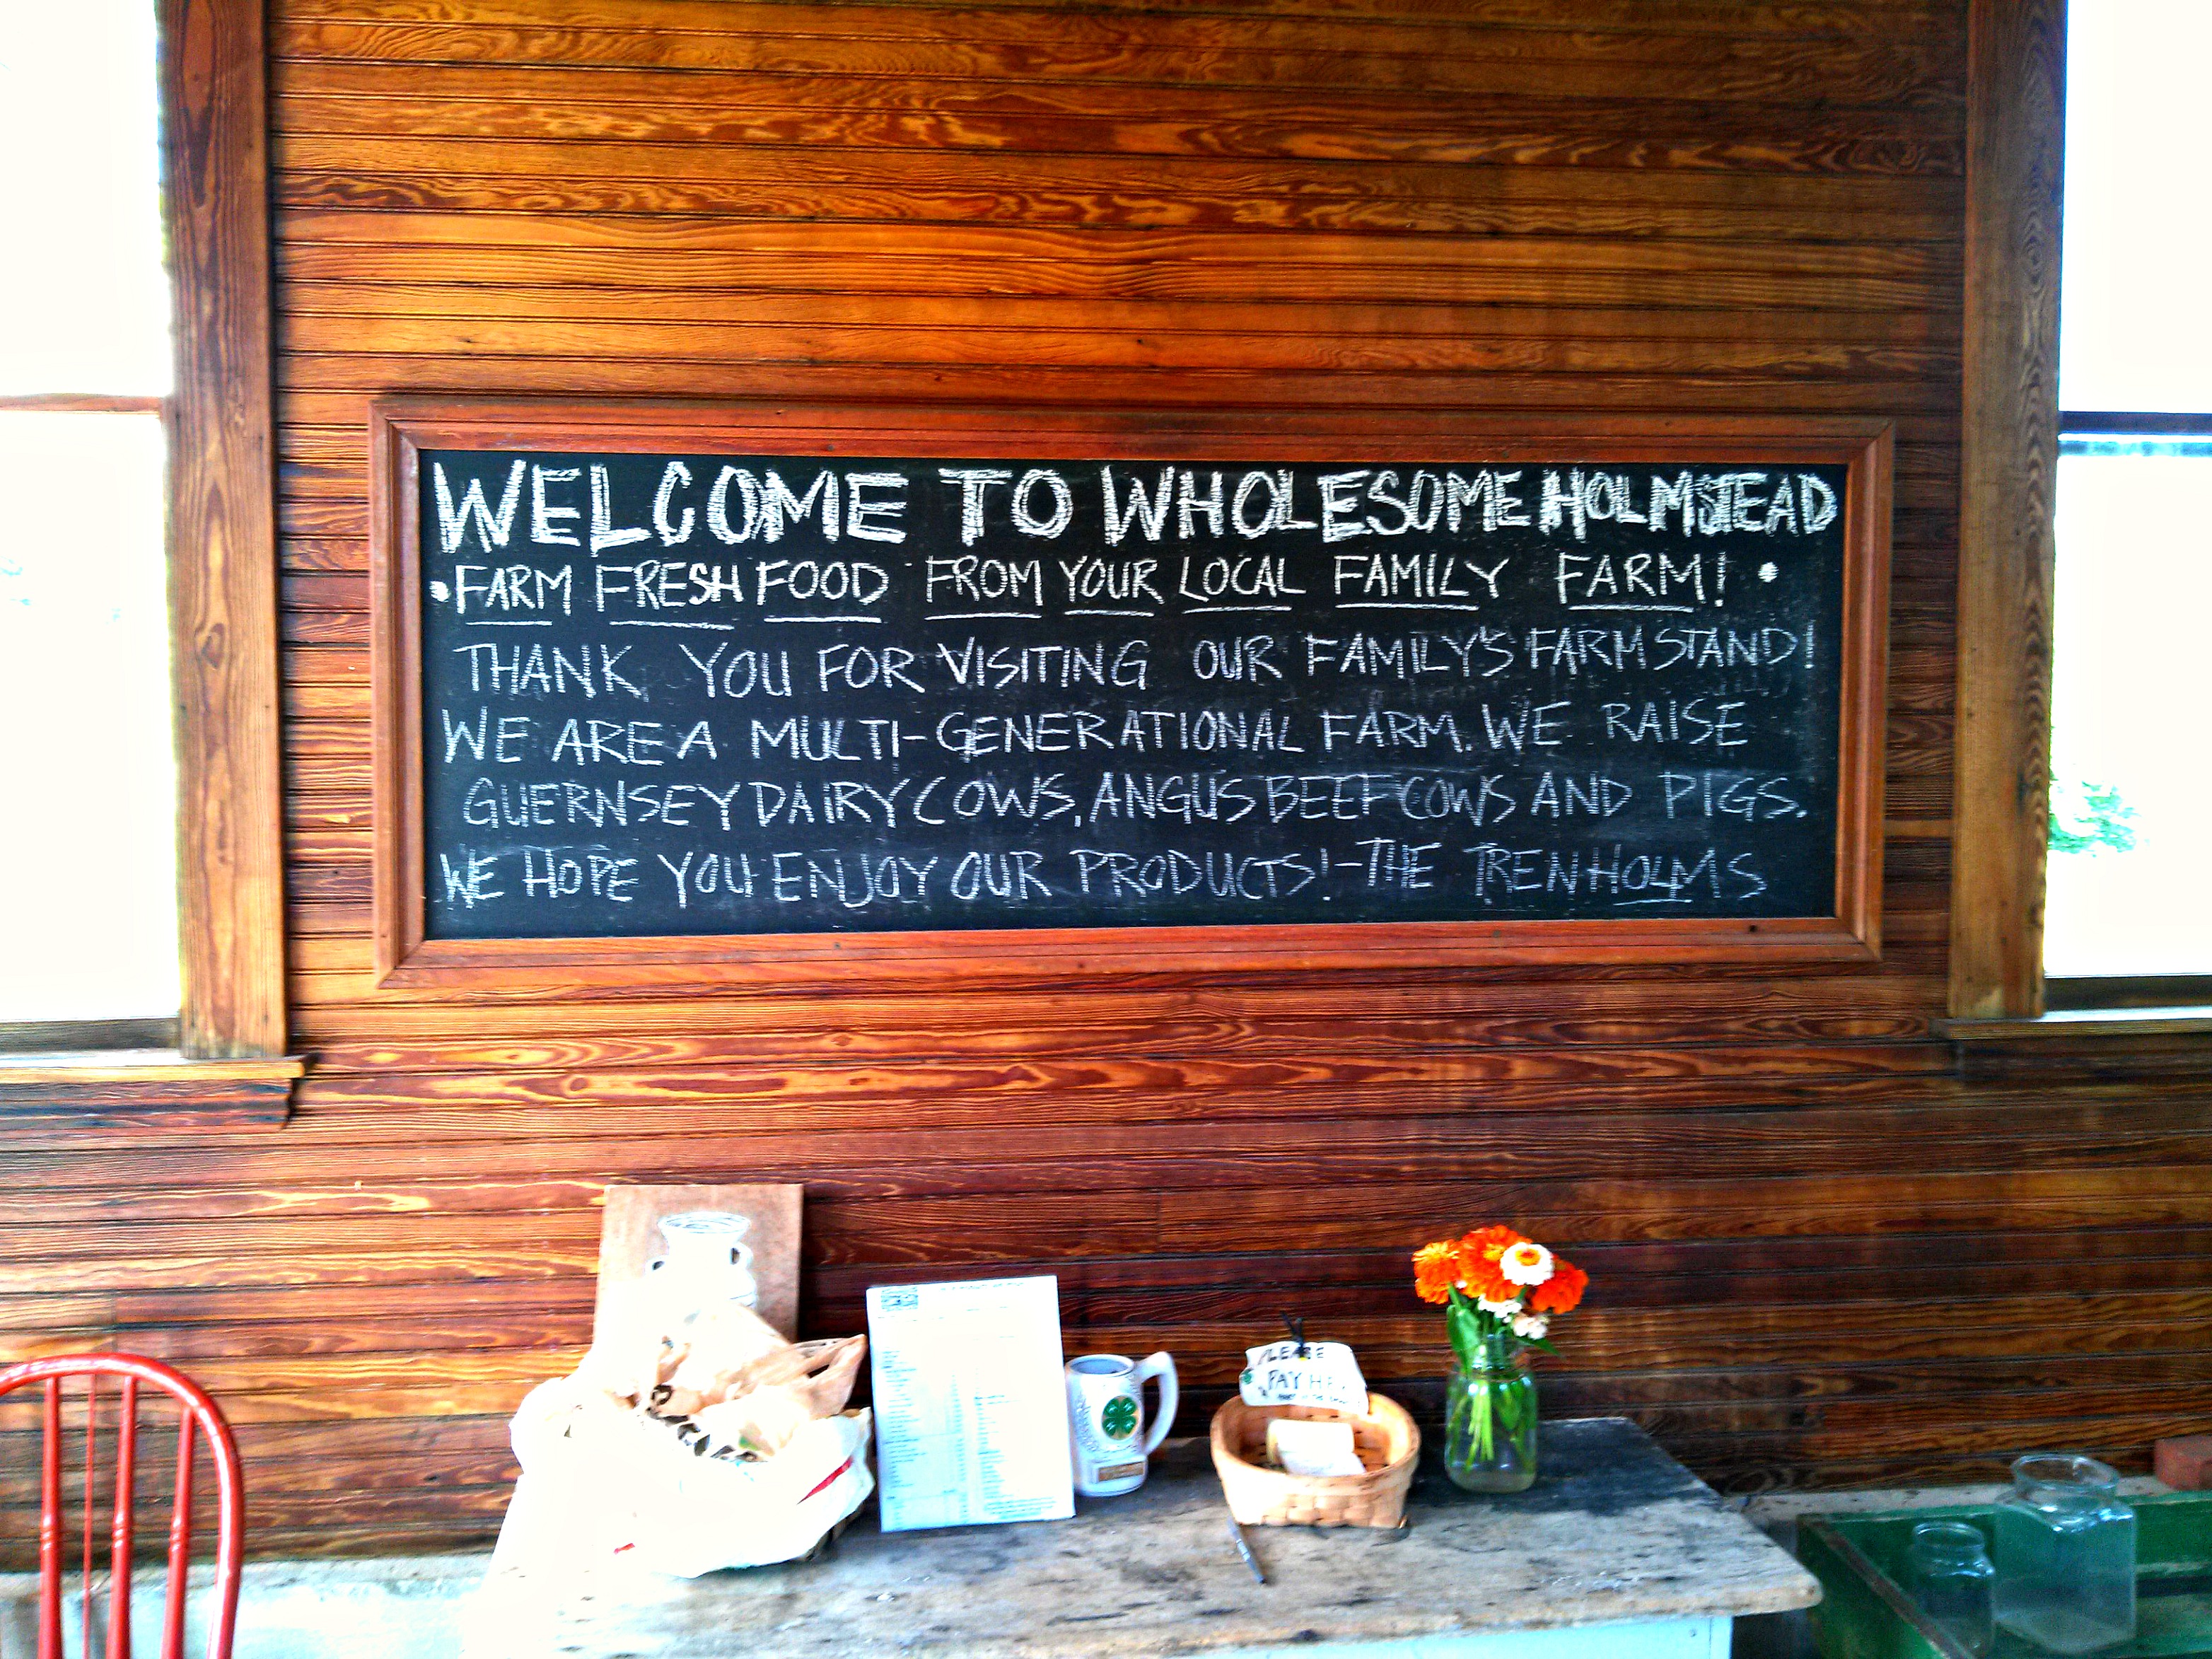 WELCOME TO WHOLESOME HOLMSTEAD
• FARM FRESH FOOD FROM YOUR LOCAL FAMILY FARM! •
THANK YOU FOR VISITING OUR FAMILY'S FARMSTAND!
WE ARE A MULTI-GENERATIONAL FARM. WE RAISE
GUERNSEY DAIRY COWS, ANGUS BEEF COWS AND PIGS.
WE HOPE YOU ENJOY OUR PRODUCTS! - THE TRENHOLMS
PLEASE
PAY